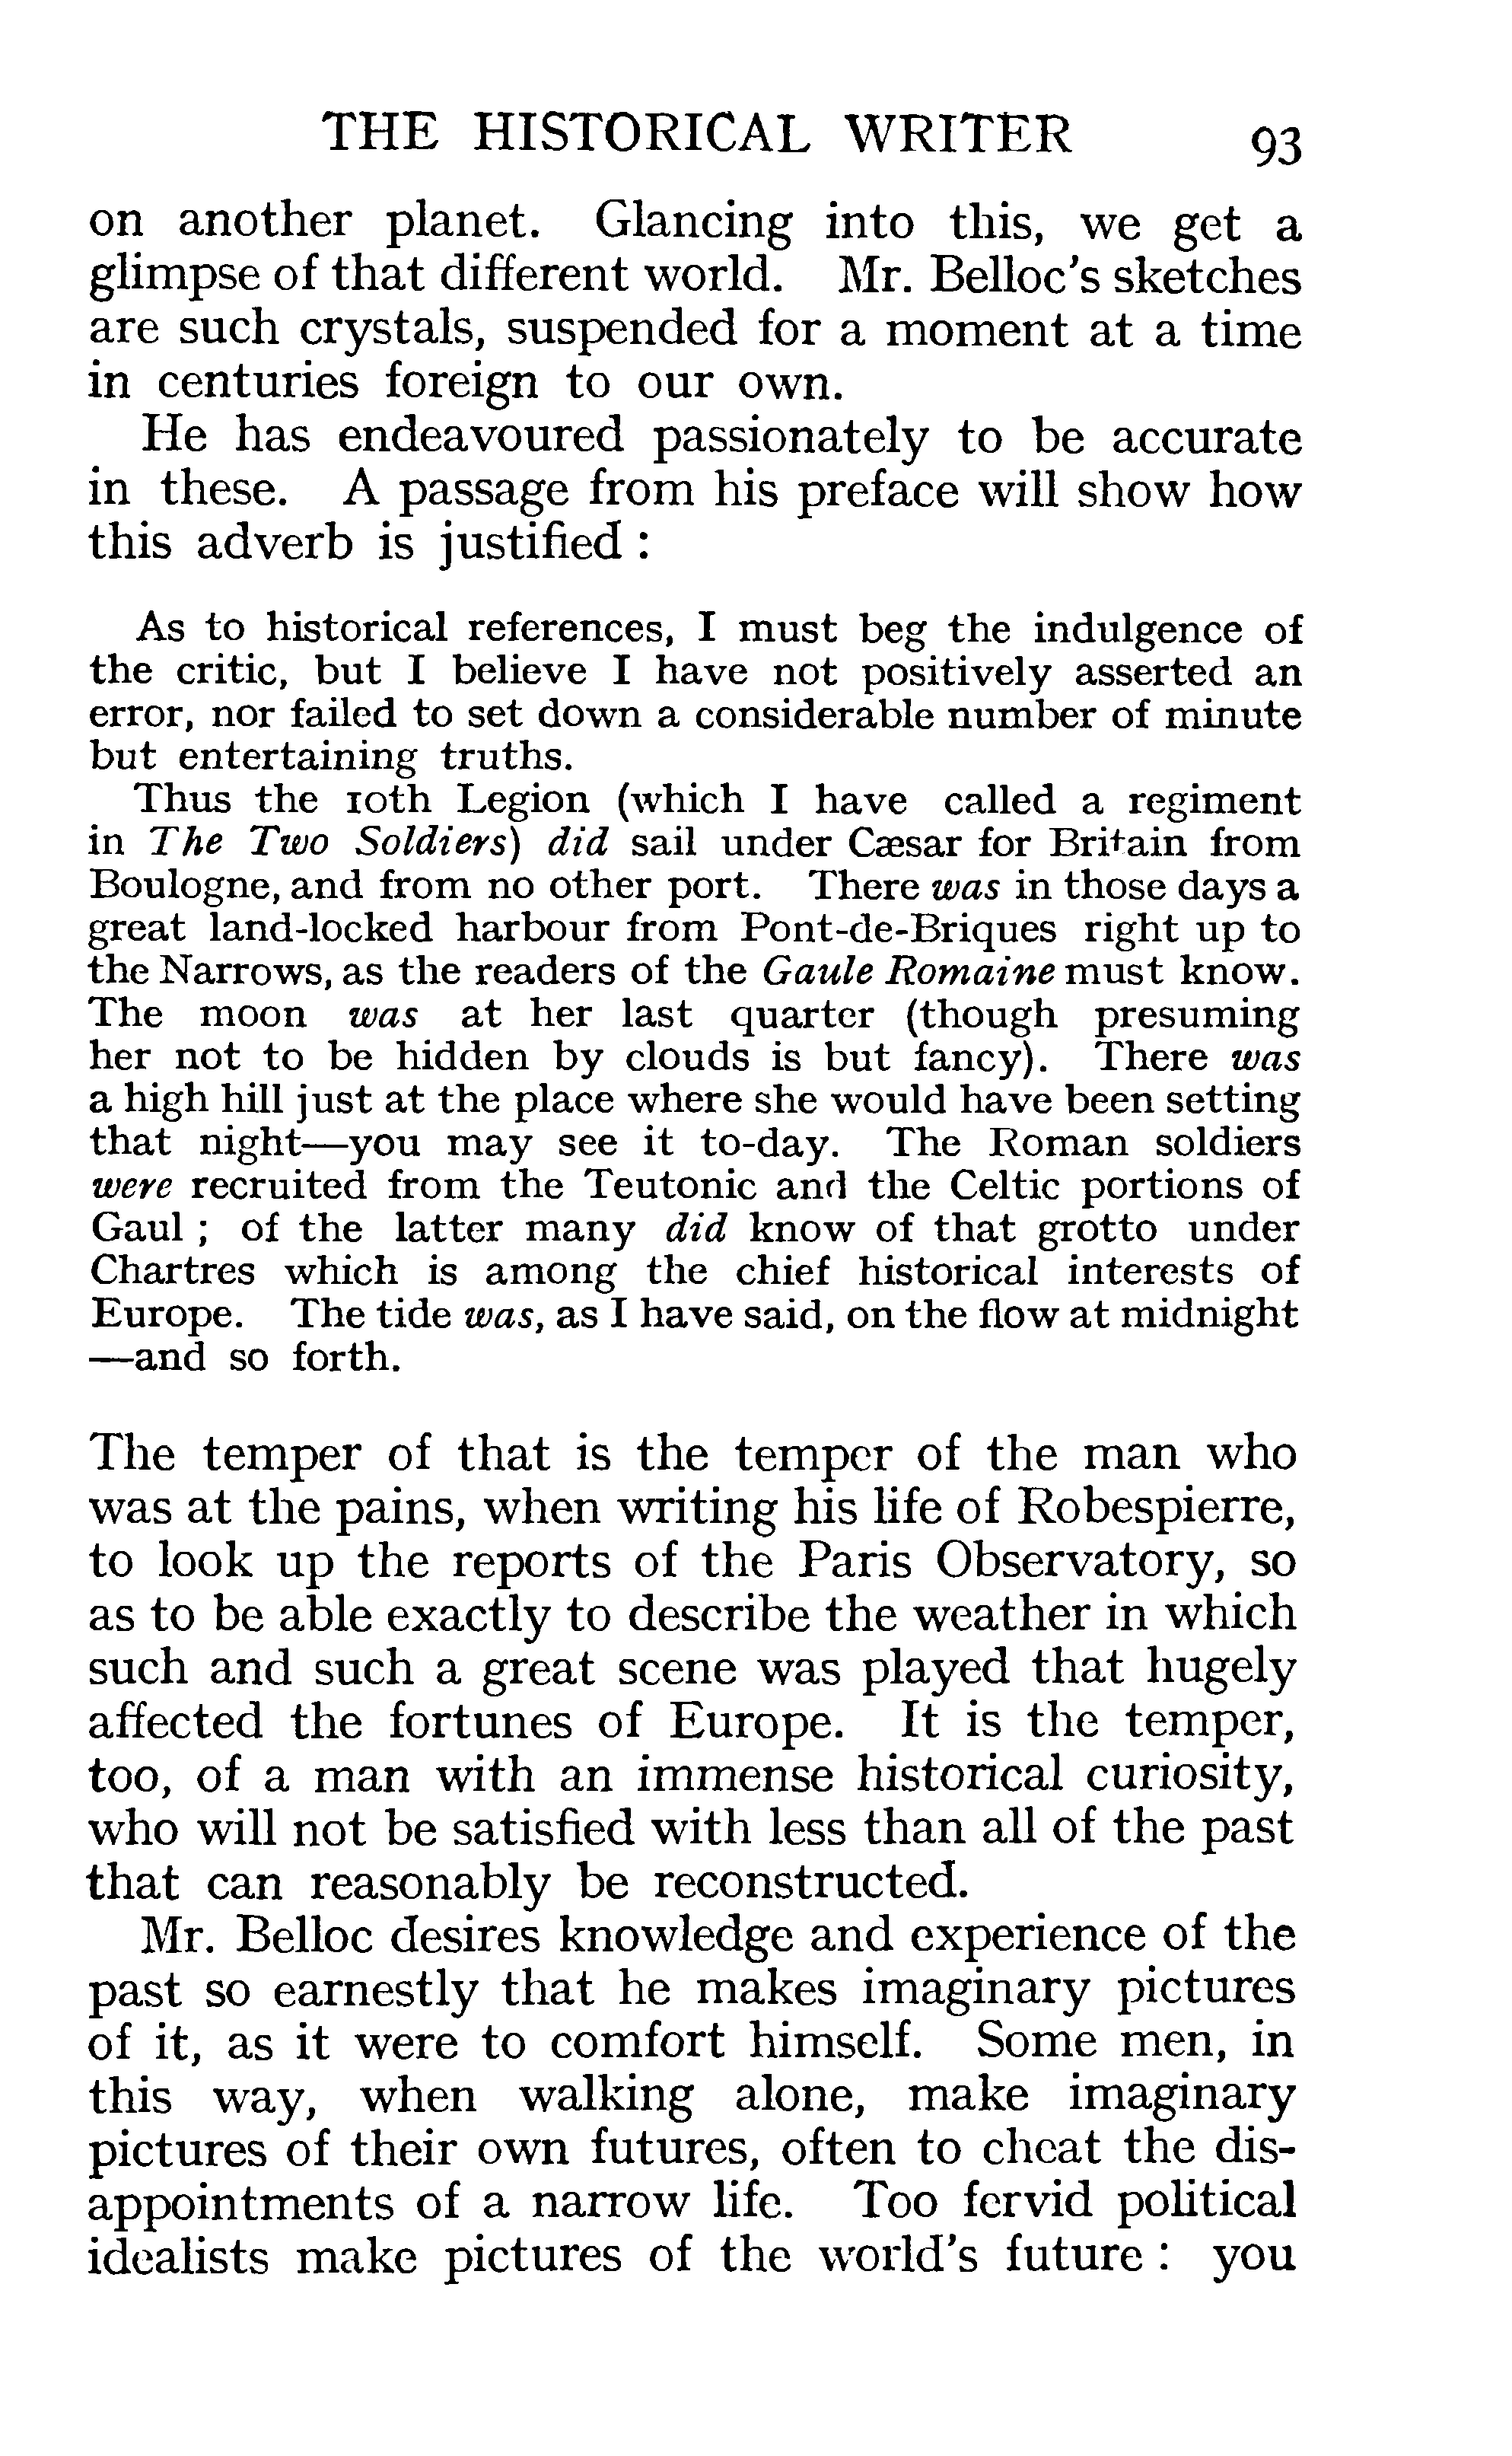 THE HISTORICAL WRITER 93
on another planet. Glancing into this, we get a
glimpse of that different world. Mr. Belloc's sketches
are such crystals, suspended for a moment at a time
in centuries foreign to our own.
He has endeavoured passionately to be accurate
in these. A passage from his preface will show how
this adverb is justified :
As to historical references, I must beg the indulgence of
the critic, but I believe I have not positively asserted an
error, nor failed to set down a considerable number of minute
but entertaining truths.
Thus the 10th Legion (which I have called a regiment
in The Two Soldiers) did sail under Cæsar for Britain from
Boulogne, and from no other port. There was in those days a
great land-locked harbour from Pont-de-Briques right up to
the Narrows, as the readers of the Gaule Romaine must know.
The moon was at her last quarter (though presuming
her not to be hidden by clouds is but fancy). There was
a high hill just at the place where she would have been setting
that night—you may see it to-day. The Roman soldiers
were recruited from the Teutonic and the Celtic portions of
Gaul ; of the latter many did know of that grotto under
Chartres which is among the chief historical interests of
Europe. The tide was, as I have said, on the flow at midnight
—and so forth.
The temper of that is the temper of the man who
was at the pains, when writing his life of Robespierre,
to look up the reports of the Paris Observatory, so
as to be able exactly to describe the weather in which
such and such a great scene was played that hugely
affected the fortunes of Europe. It is the temper,
too, of a man with an immense historical curiosity,
who will not be satisfied with less than all of the past
that can reasonably be reconstructed.
Mr. Belloc desires knowledge and experience of the
past so earnestly that he makes imaginary pictures
of it, as it were to comfort himself. Some men, in
this way, when walking alone, make imaginary
pictures of their own futures, often to cheat the dis-
appointments of a narrow life. Too fervid political
idealists make pictures of the world's future : you